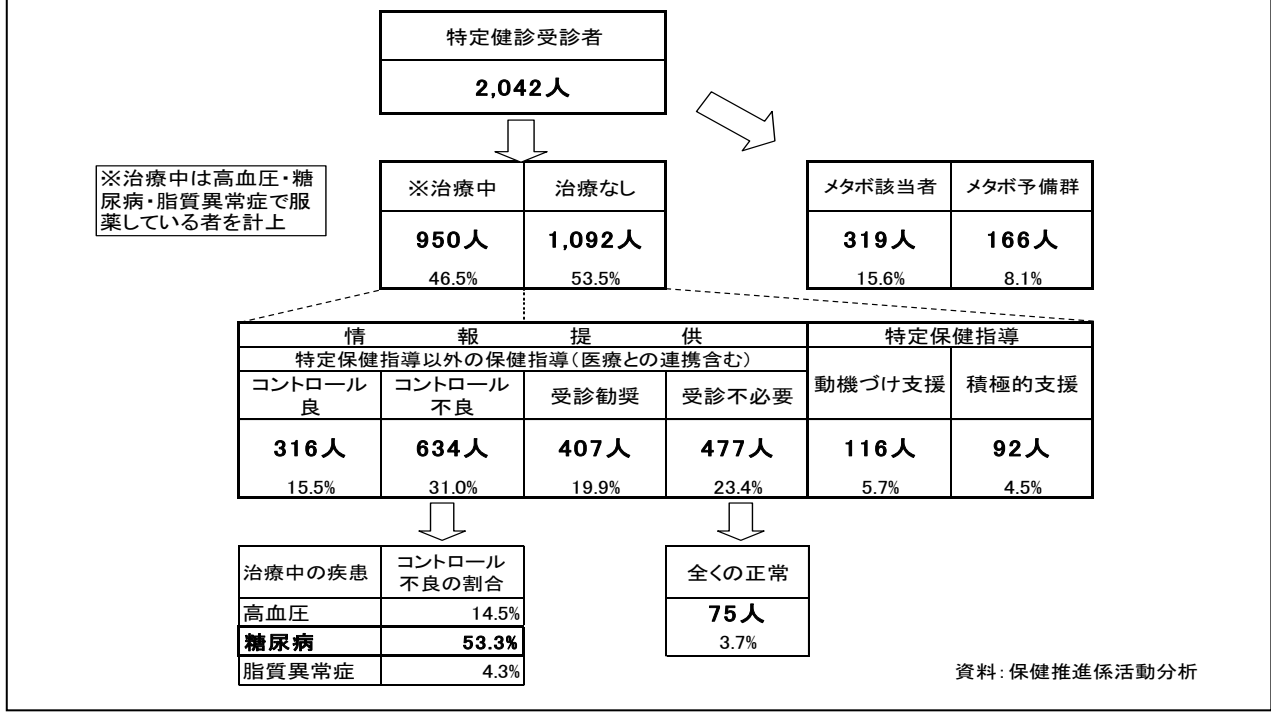 特定健診受診者
2,042人
※治療中は高血圧・糖
尿病・脂質異常症で服
薬している者を計上
※治療中 治療なし
950人 1,092人
46.5% 53.5%
メタボ該当者 メタボ予備群
319人 166人
15.6% 8.1%
情報提供 特定保健指導
特定保健指導以外の保健指導(医療との連携含む)
コントロール
良
コントロール
不良
受診勧奨 受診不必要 動機づけ支援 積極的支援
316人 634人 407人 477人 116人 92人
15.5% 31.0% 19.9% 23.4% 5.7% 4.5%
治療中の疾患
コントロール
不良の割合
高血圧 14.5%
糖尿病 53.3%
脂質異常症 4.3%
全くの正常
75人
3.7%
資料:保健推進係活動分析